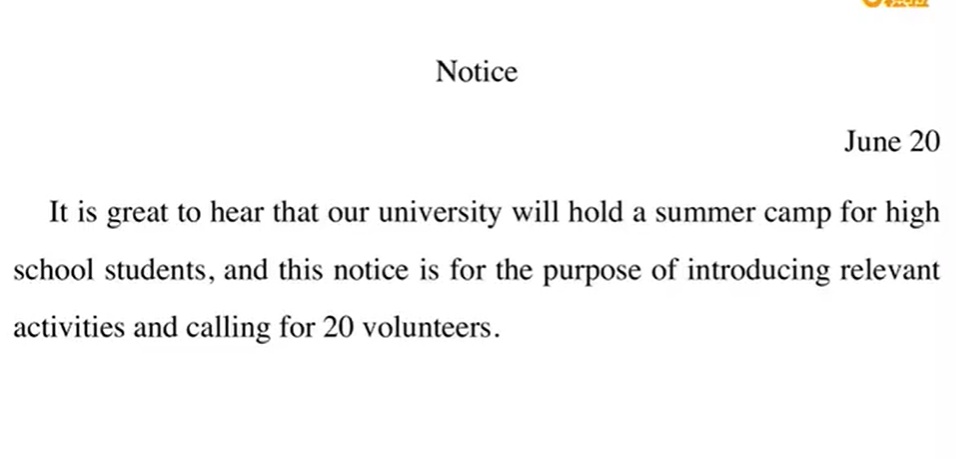 Notice
June 20
It is great to hear that our university will hold a summer camp for high
school students, and this notice is for the purpose of introducing relevant
activities and calling for 20 volunteers.